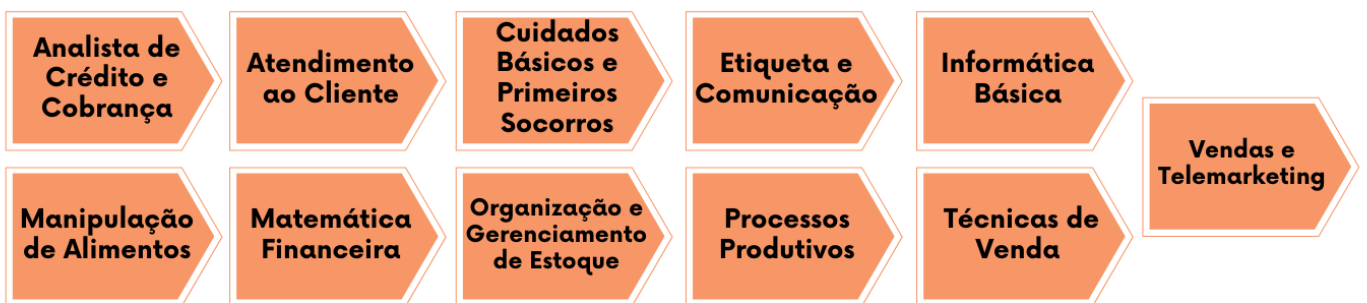 Analista de
Crédito e
Cobrança
Atendimento
ao Cliente
Cuidados
Básicos e
Primeiros
Socorros
Etiqueta e
Comunicação
Informática
Básica
Vendas e
Telemarketing
Manipulação
de Alimentos
Matemática
Financeira
Organização e
Gerenciamento
de Estoque
Processos
Produtivos
Técnicas de
Venda